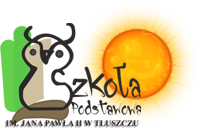 Szkoła
Podstawowa
IM. JANA PAWŁA II W TŁUSZCZU